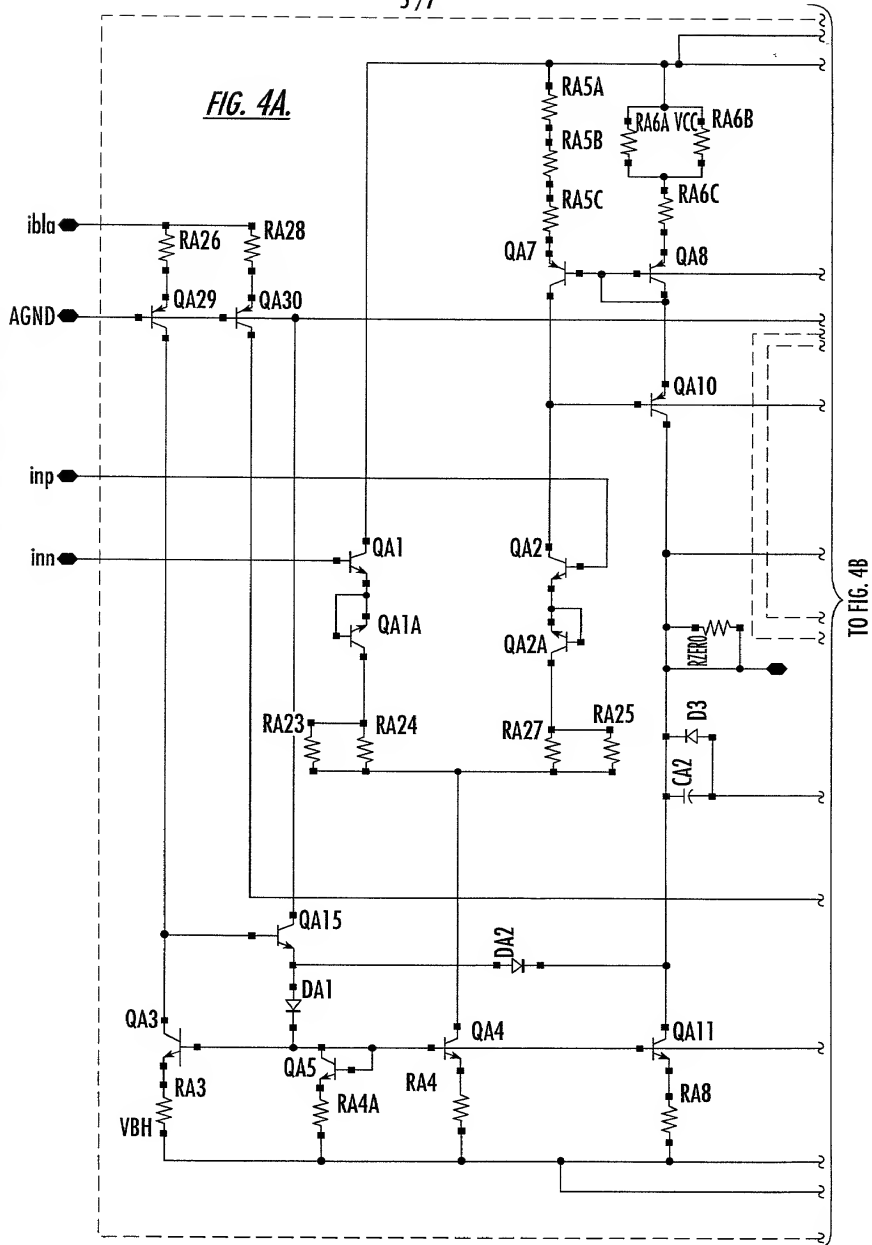 3/7
FIG. 4A.
RA5A
RA6A VCC RA6B
RA5B
RA5C
RA6C
ibla
RA26
RA28
QA7
QA8
QA29
QA30
AGND
QA10
inp
inn
QA1
QA2
QA1A
QA2A
RZERO
RA23
RA24
RA27
RA25
D3
CA2
TO FIG. 4B
QA15
DA2
DA1
QA3
QA4
QA11
QA5
RA3
RA4A
RA4
RA8
VBH